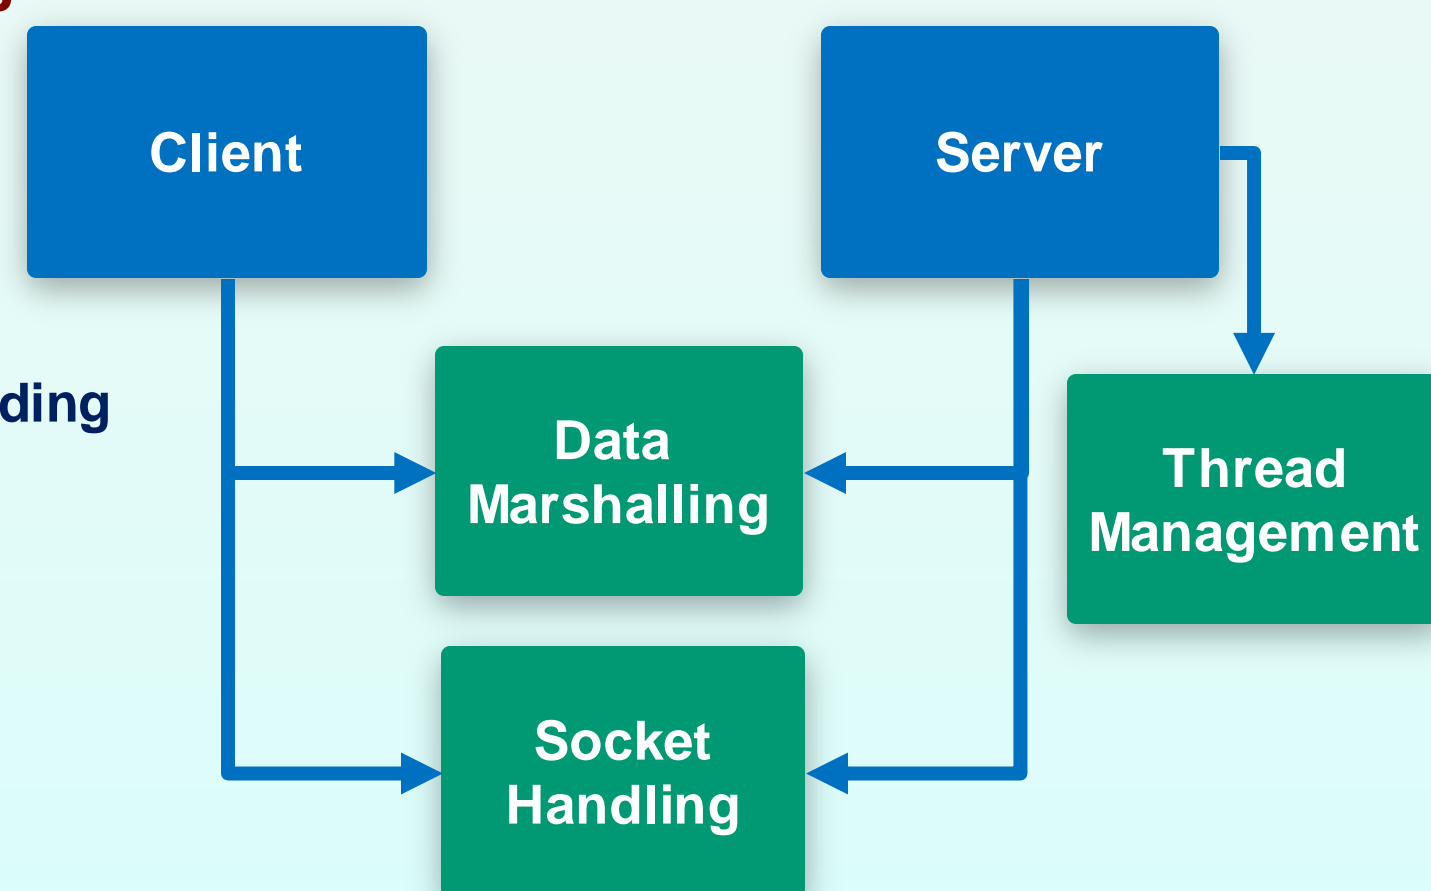 Client
Server
ding
Data
Marshalling
Thread
Management
Socket
Handling